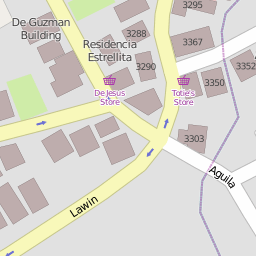 3295
De Guzman
Building
3288
3367
Residencia
Estrellita
3290
3352
3350
De Jesus
Store
Totie's
Store
3303
Aguila
Lawin